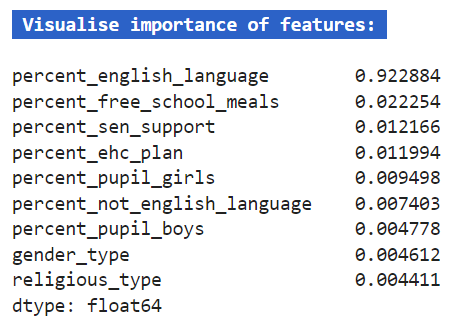 Visualise importance of features:
percent_english_language 0.922884
percent_free_school_meals 0.022254
percent_sen_support 0.012166
percent_ehc_plan 0.011994
percent_pupil_girls 0.009498
percent_not_english_language 0.007403
percent_pupil_boys 0.004778
gender_type 0.004612
religious_type 0.004411
dtype: float64